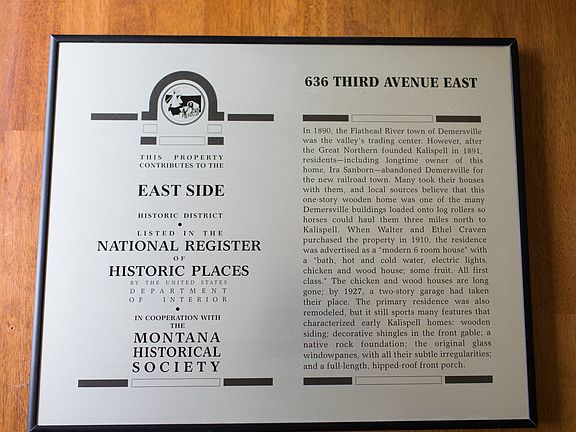 THIS PROPERTY
CONTRIBUTES TO THE
EAST SIDE
HISTORIC DISTRICT
LISTED IN THE
NATIONAL REGISTER
OF
HISTORIC PLACES
BY THE UNITED STATES
DEPARTMENT
OF INTERIOR
IN COOPERATION WITH
THE
MONTANA
HISTORICAL
SOCIETY
636 THIRD AVENUE EAST
In 1890, the Flathead River town of Demersville
was the valley's trading center. However, after
the Great Northern founded Kalispell in 1891,
residents—including longtime owner of this
home, Ira Sanborn—abandoned Demersville for
the new railroad town. Many took their houses
with them, and local sources believe that this
one-story wooden home was one of the many
Demersville buildings loaded onto log rollers so
horses could haul them three miles north to
Kalispell. When Walter and Ethel Craven
purchased the property in 1910, the residence
was advertised as a "modern 6 room house" with
a "bath, hot and cold water, electric lights,
chicken and wood house; some fruit. All first
class." The chicken and wood houses are long
gone; by 1927, a two-story garage had taken
their place. The primary residence was also
remodeled, but it still sports many features that
characterized early Kalispell homes: wooden
siding; decorative shingles in the front gable; a
native rock foundation; the original glass
windowpanes, with all their subtle irregularities;
and a full-length, hipped-roof front porch.